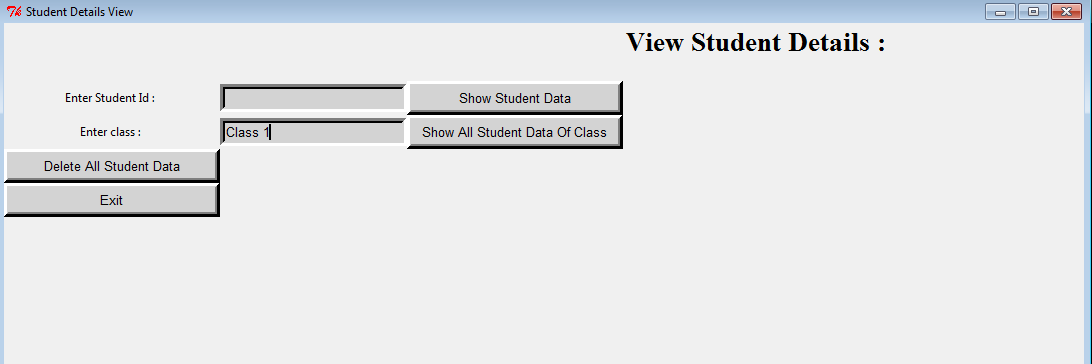 Student Details View
View Student Details :
Enter Student Id :
Show Student Data
Enter class :
Class 1
Show All Student Data Of Class
Delete All Student Data
Exit